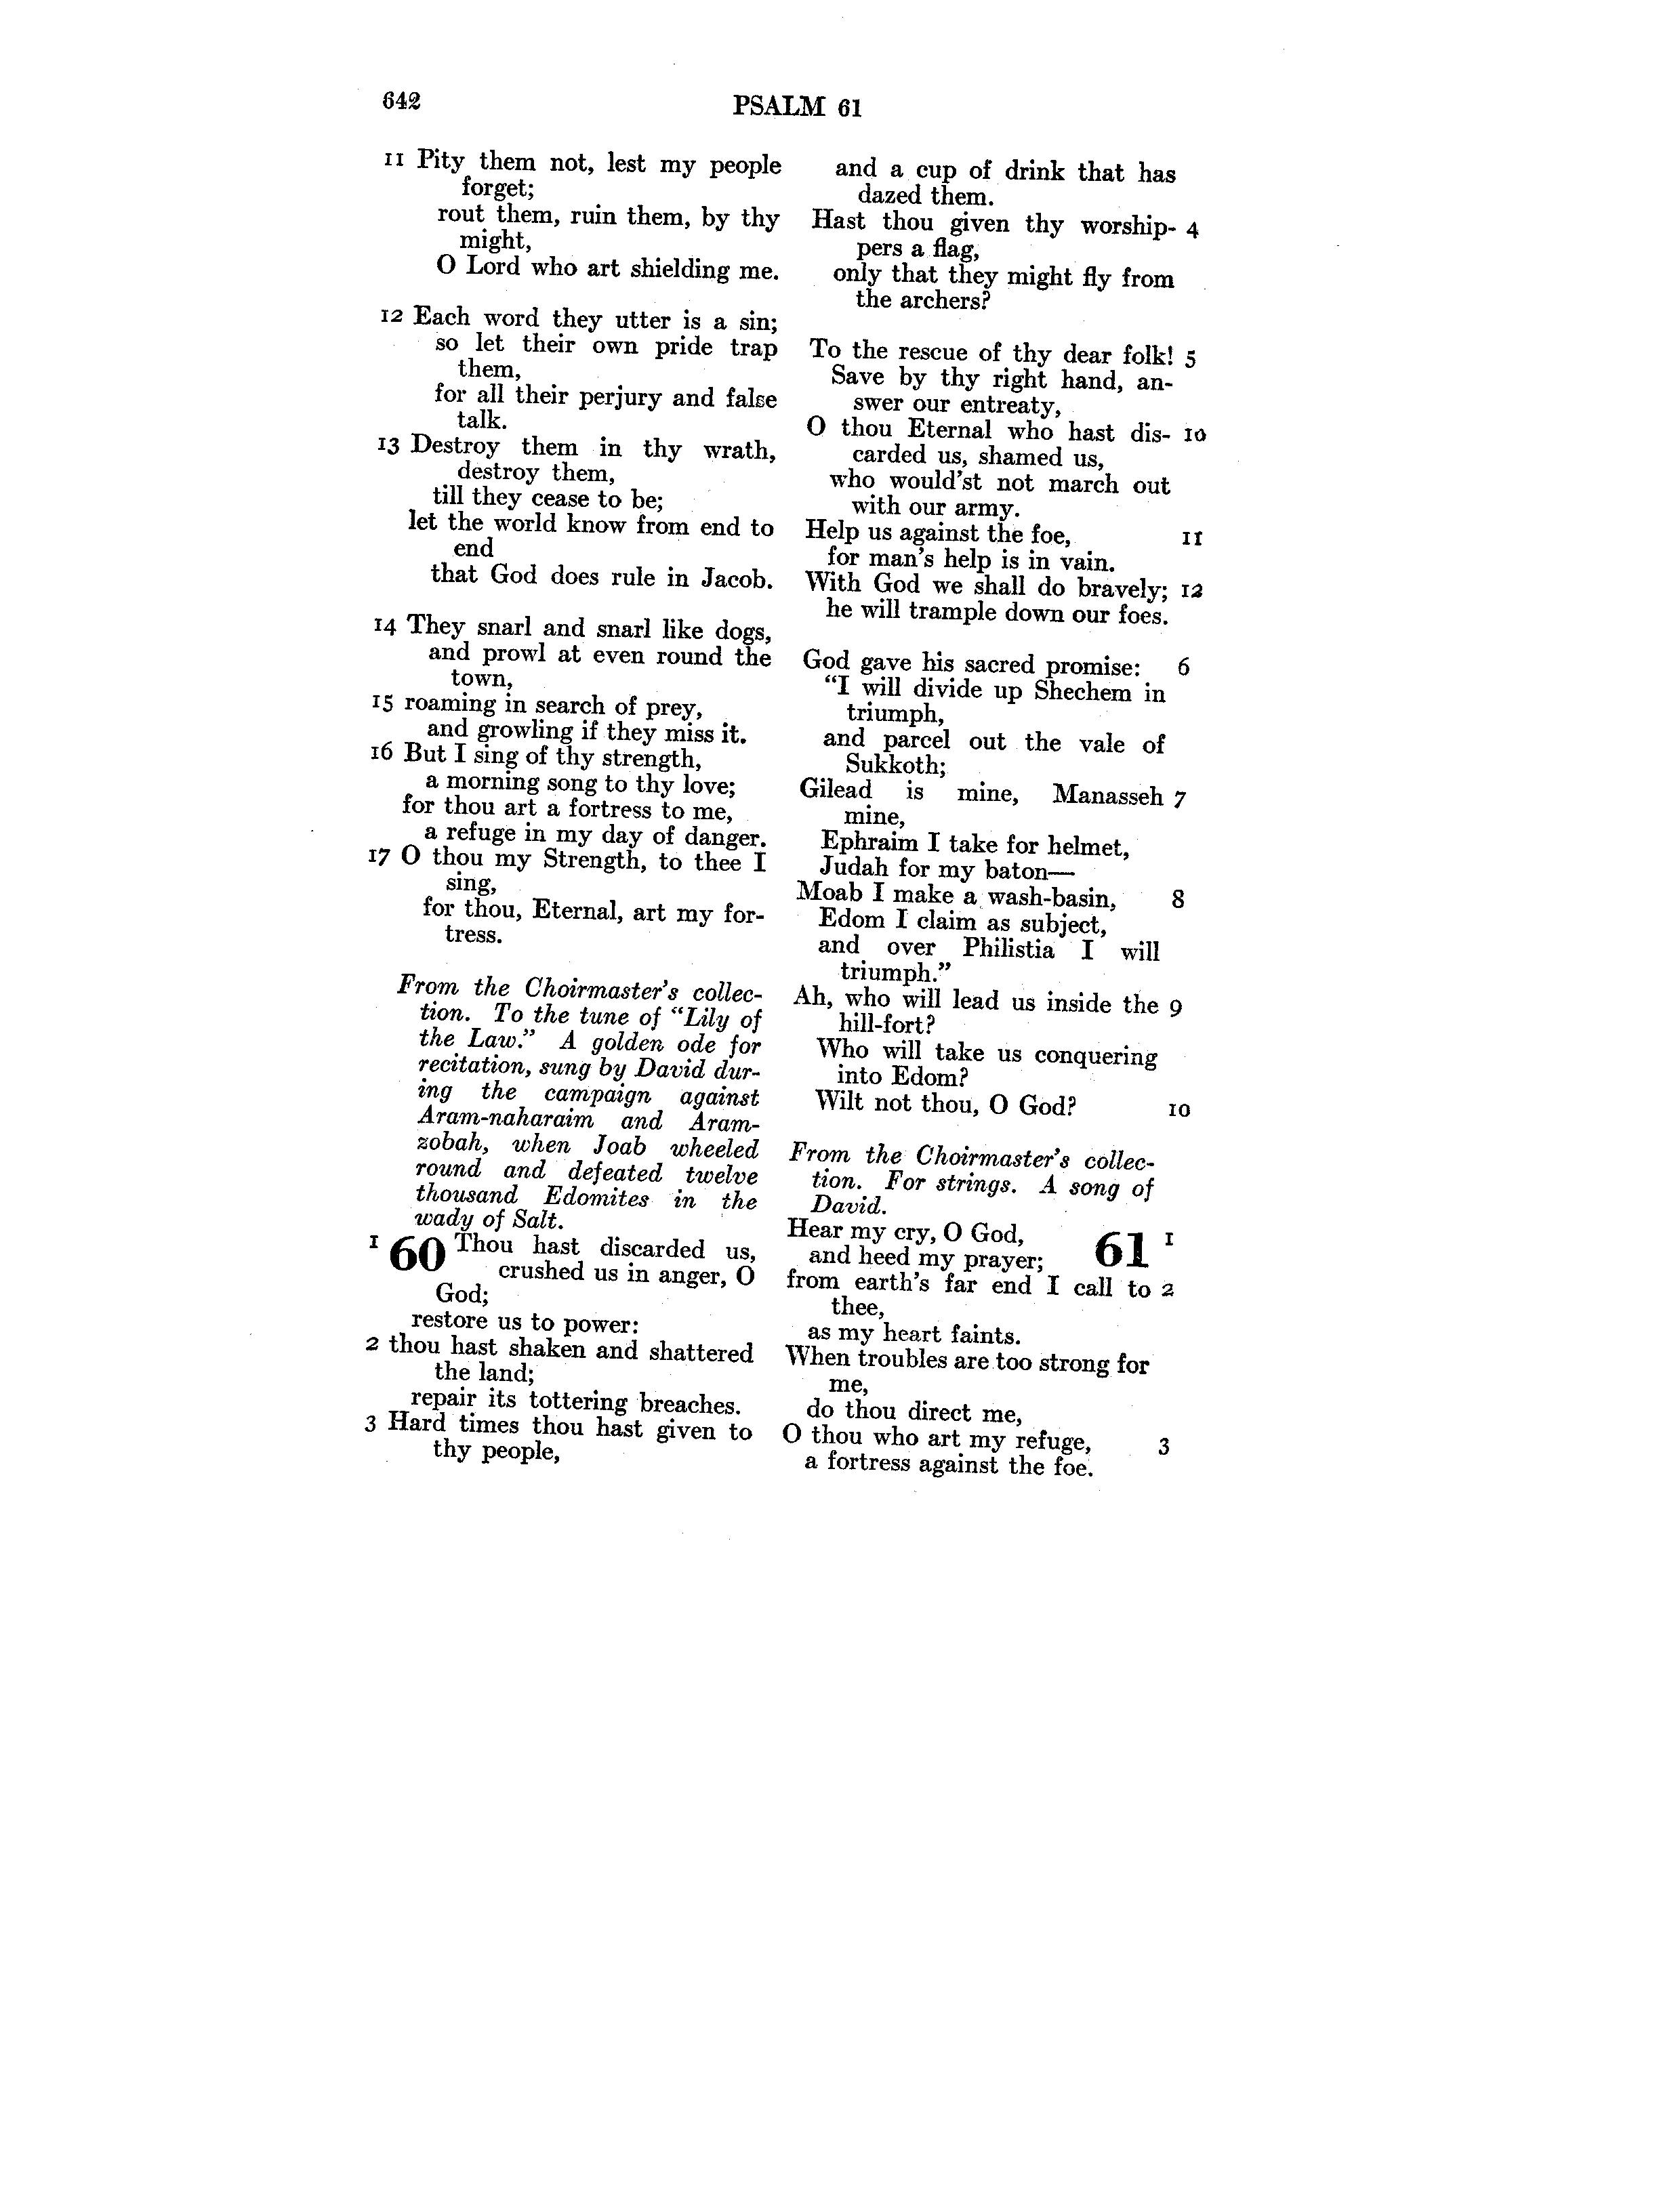 642
PSALM 61
11 Pity them not, lest my people
forget;
rout them, ruin them, by thy
might,
O Lord who art shielding me.
12 Each word they utter is a sin;
so let their own pride trap
them,
for all their perjury and false
talk.
13 Destroy them in thy wrath,
destroy them,
till they cease to be;
let the world know from end to
end
that God does rule in Jacob.
14 They snarl and snarl like dogs,
and prowl at even round the
town,
15 roaming in search of prey,
and growling if they miss it.
16 But I sing of thy strength,
a morning song to thy love;
for thou art a fortress to me,
a refuge in my day of danger.
17 O thou my Strength, to thee I
sing,
for thou, Eternal, art my for-
tress.
From the Choirmaster's collec-
tion. To the tune of "Lily of
the Law." A golden ode for
recitation, sung by David dur-
ing the campaign against
Aram-naharaim and Aram-
zobah, when Joab wheeled
round and defeated twelve
thousand Edomites in the
wady of Salt.
1 60 Thou hast discarded us,
crushed us in anger, O
God;
restore us to power:
2 thou hast shaken and shattered
the land;
repair its tottering breaches.
3 Hard times thou hast given to
thy people,
and a cup of drink that has
dazed them.
Hast thou given thy worship- 4
pers a flag,
only that they might fly from
the archers?
To the rescue of thy dear folk! 5
Save by thy right hand, an-
swer our entreaty,
O thou Eternal who hast dis- 10
carded us, shamed us,
who would'st not march out
with our army.
Help us against the foe, 11
for man's help is in vain.
With God we shall do bravely; 12
he will trample down our foes.
God gave his sacred promise: 6
"I will divide up Shechem in
triumph,
and parcel out the vale of
Sukkoth;
Gilead is mine, Manasseh 7
mine,
Ephraim I take for helmet,
Judah for my baton—
Moab I make a wash-basin, 8
Edom I claim as subject,
and over Philistia I will
triumph."
Ah, who will lead us inside the 9
hill-fort?
Who will take us conquering
into Edom?
Wilt not thou, O God? 10
From the Choirmaster's collec-
tion. For strings. A song of
David.
Hear my cry, O God, 61 1
and heed my prayer;
from earth's far end I call to 2
thee,
as my heart faints.
When troubles are too strong for
me,
do thou direct me,
O thou who art my refuge, 3
a fortress against the foe.